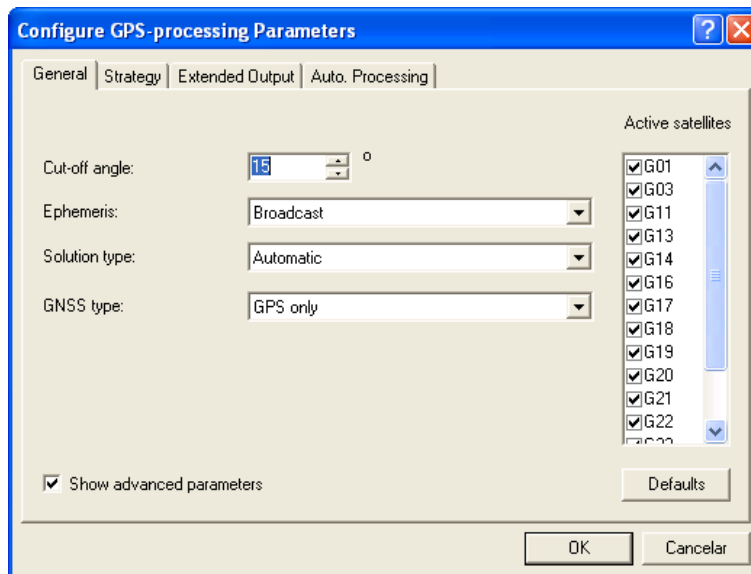 Configure GPS-processing Parameters
General Strategy Extended Output Auto. Processing
Active satellites
Cut-off angle: 15 °
Ephemeris: Broadcast
Solution type: Automatic
GNSS type: GPS only
G01
G03
G11
G13
G14
G16
G17
G18
G19
G20
G21
G22
Show advanced parameters
Defaults
OK Cancelar